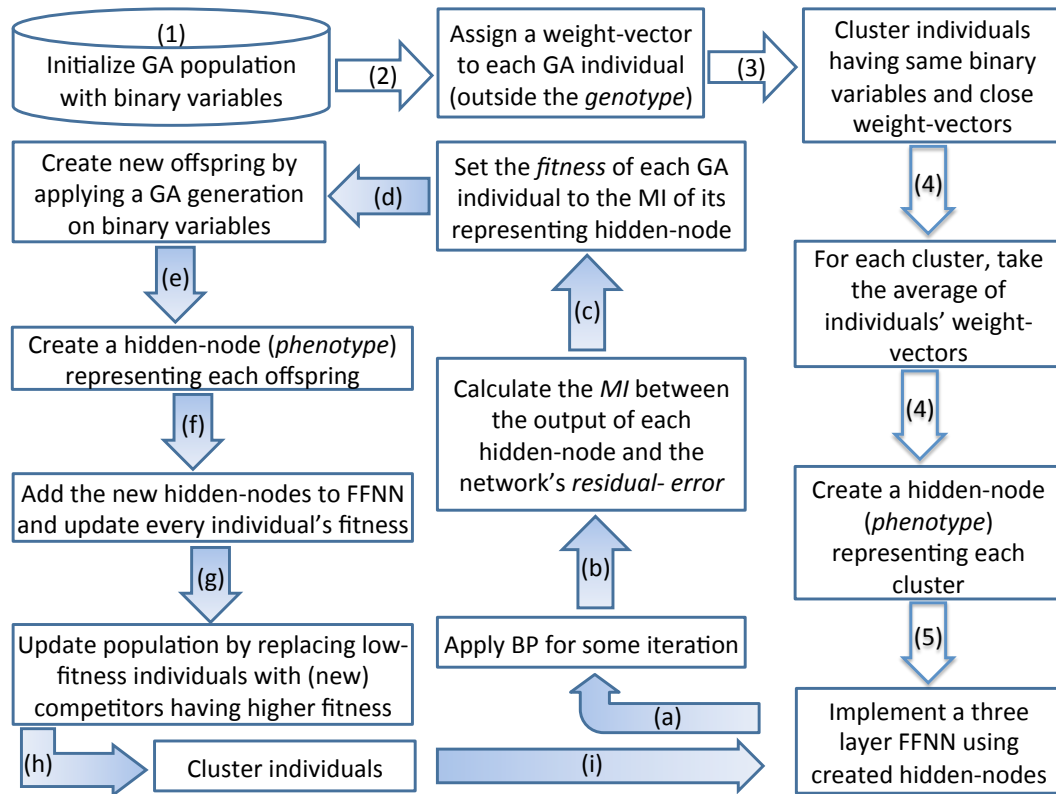 (1)
Initialize GA population
with binary variables
(2)
Assign a weight-vector
to each GA individual
(outside the genotype)
(3)
Cluster individuals
having same binary
variables and close
weight-vectors
(4)
For each cluster, take
the average of
individuals’ weight-
vectors
(4)
Create a hidden-node
(phenotype)
representing each
cluster
(5)
Implement a three
layer FFNN using
created hidden-nodes
(a)
Apply BP for some iteration
(b)
Calculate the MI between
the output of each
hidden-node and the
network’s residual- error
(c)
Set the fitness of each GA
individual to the MI of its
representing hidden-node
(d)
Create new offspring by
applying a GA generation
on binary variables
(e)
Create a hidden-node (phenotype)
representing each offspring
(f)
Add the new hidden-nodes to FFNN
and update every individual’s fitness
(g)
Update population by replacing low-
fitness individuals with (new)
competitors having higher fitness
(h)
Cluster individuals
(i)